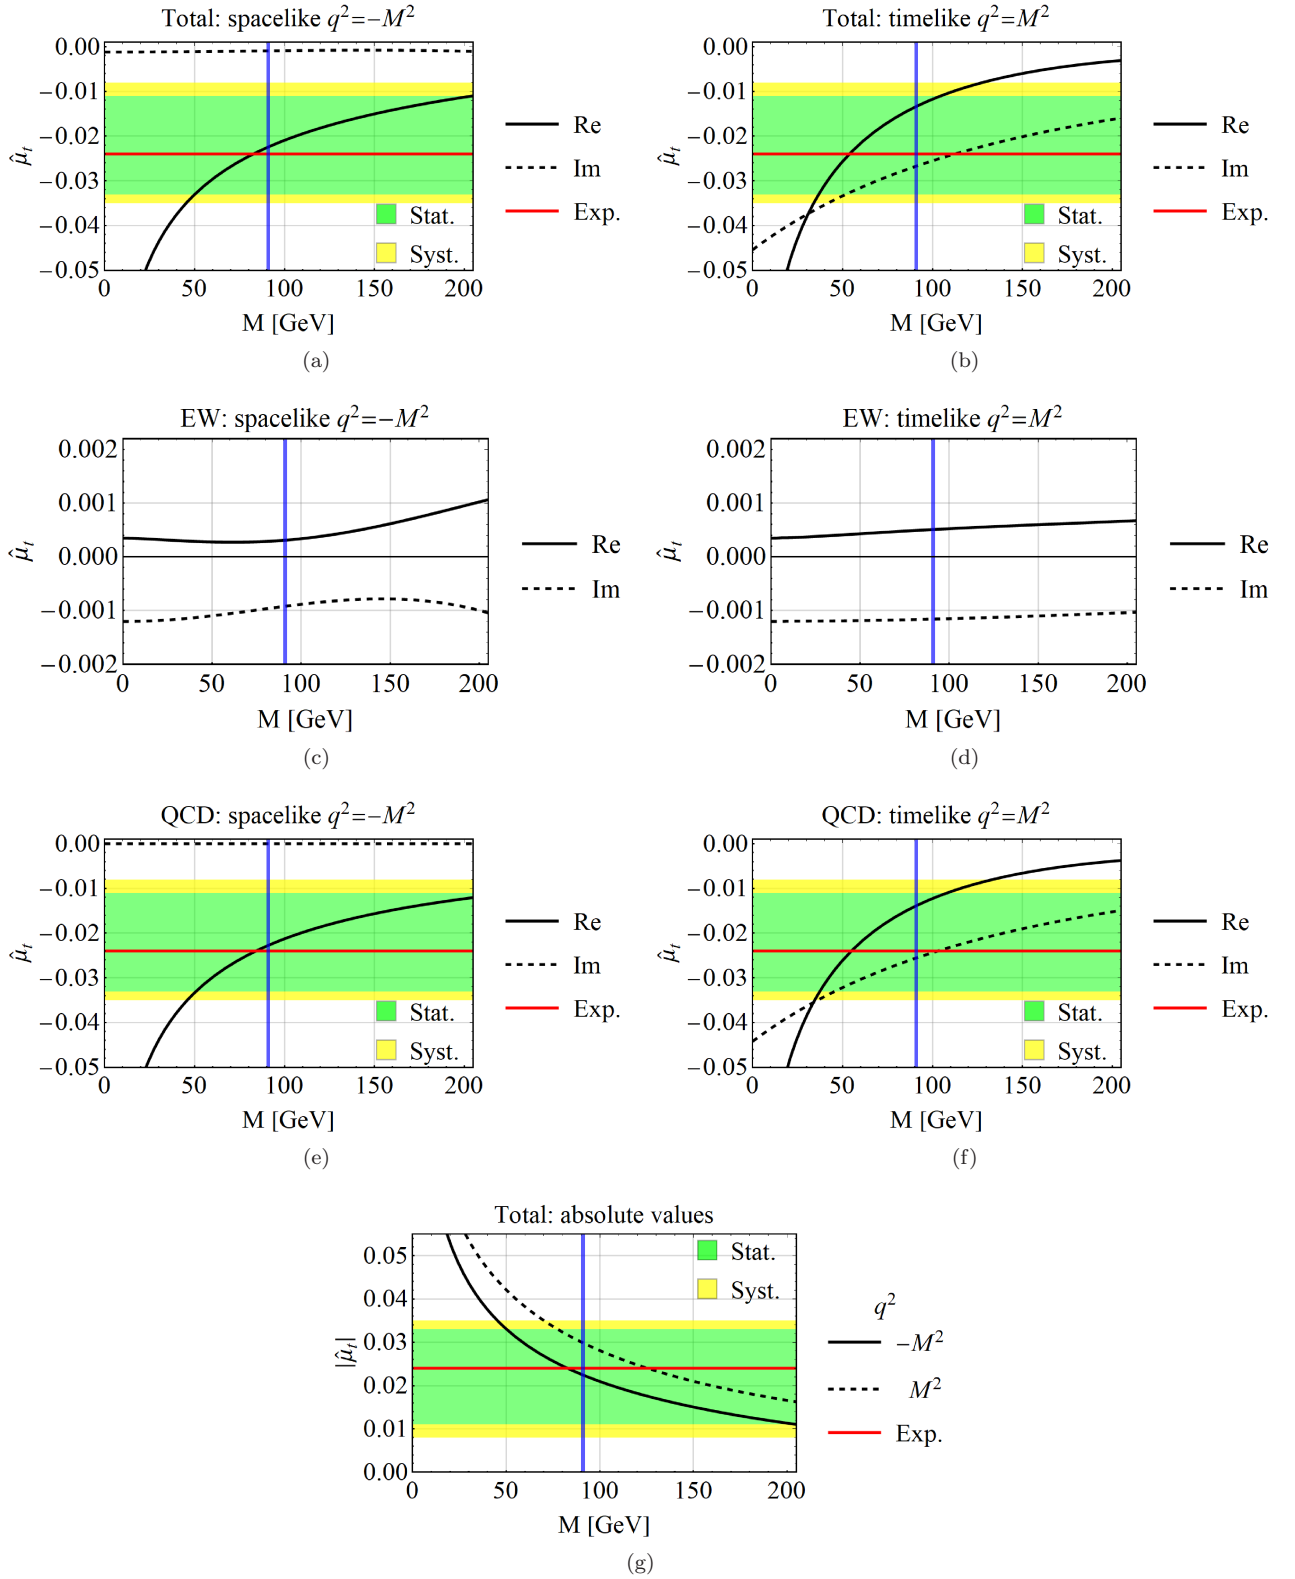 Total: spacelike q²=−M²
0.00
−0.01
−0.02
−0.03
−0.04
−0.05
μ̂t
0 50 100 150 200
M [GeV]
Re
Im
Exp.
Stat.
Syst.
(a)
Total: timelike q²=M²
0.00
−0.01
−0.02
−0.03
−0.04
−0.05
μ̂t
0 50 100 150 200
M [GeV]
Re
Im
Exp.
Stat.
Syst.
(b)
EW: spacelike q²=−M²
0.002
0.001
0.000
−0.001
−0.002
μ̂t
0 50 100 150 200
M [GeV]
Re
Im
(c)
EW: timelike q²=M²
0.002
0.001
0.000
−0.001
−0.002
μ̂t
0 50 100 150 200
M [GeV]
Re
Im
(d)
QCD: spacelike q²=−M²
0.00
−0.01
−0.02
−0.03
−0.04
−0.05
μ̂t
0 50 100 150 200
M [GeV]
Re
Im
Exp.
Stat.
Syst.
(e)
QCD: timelike q²=M²
0.00
−0.01
−0.02
−0.03
−0.04
−0.05
μ̂t
0 50 100 150 200
M [GeV]
Re
Im
Exp.
Stat.
Syst.
(f)
Total: absolute values
0.05
0.04
0.03
0.02
0.01
0.00
|μ̂t|
0 50 100 150 200
M [GeV]
Stat.
Syst.
q²
−M²
M²
Exp.
(g)